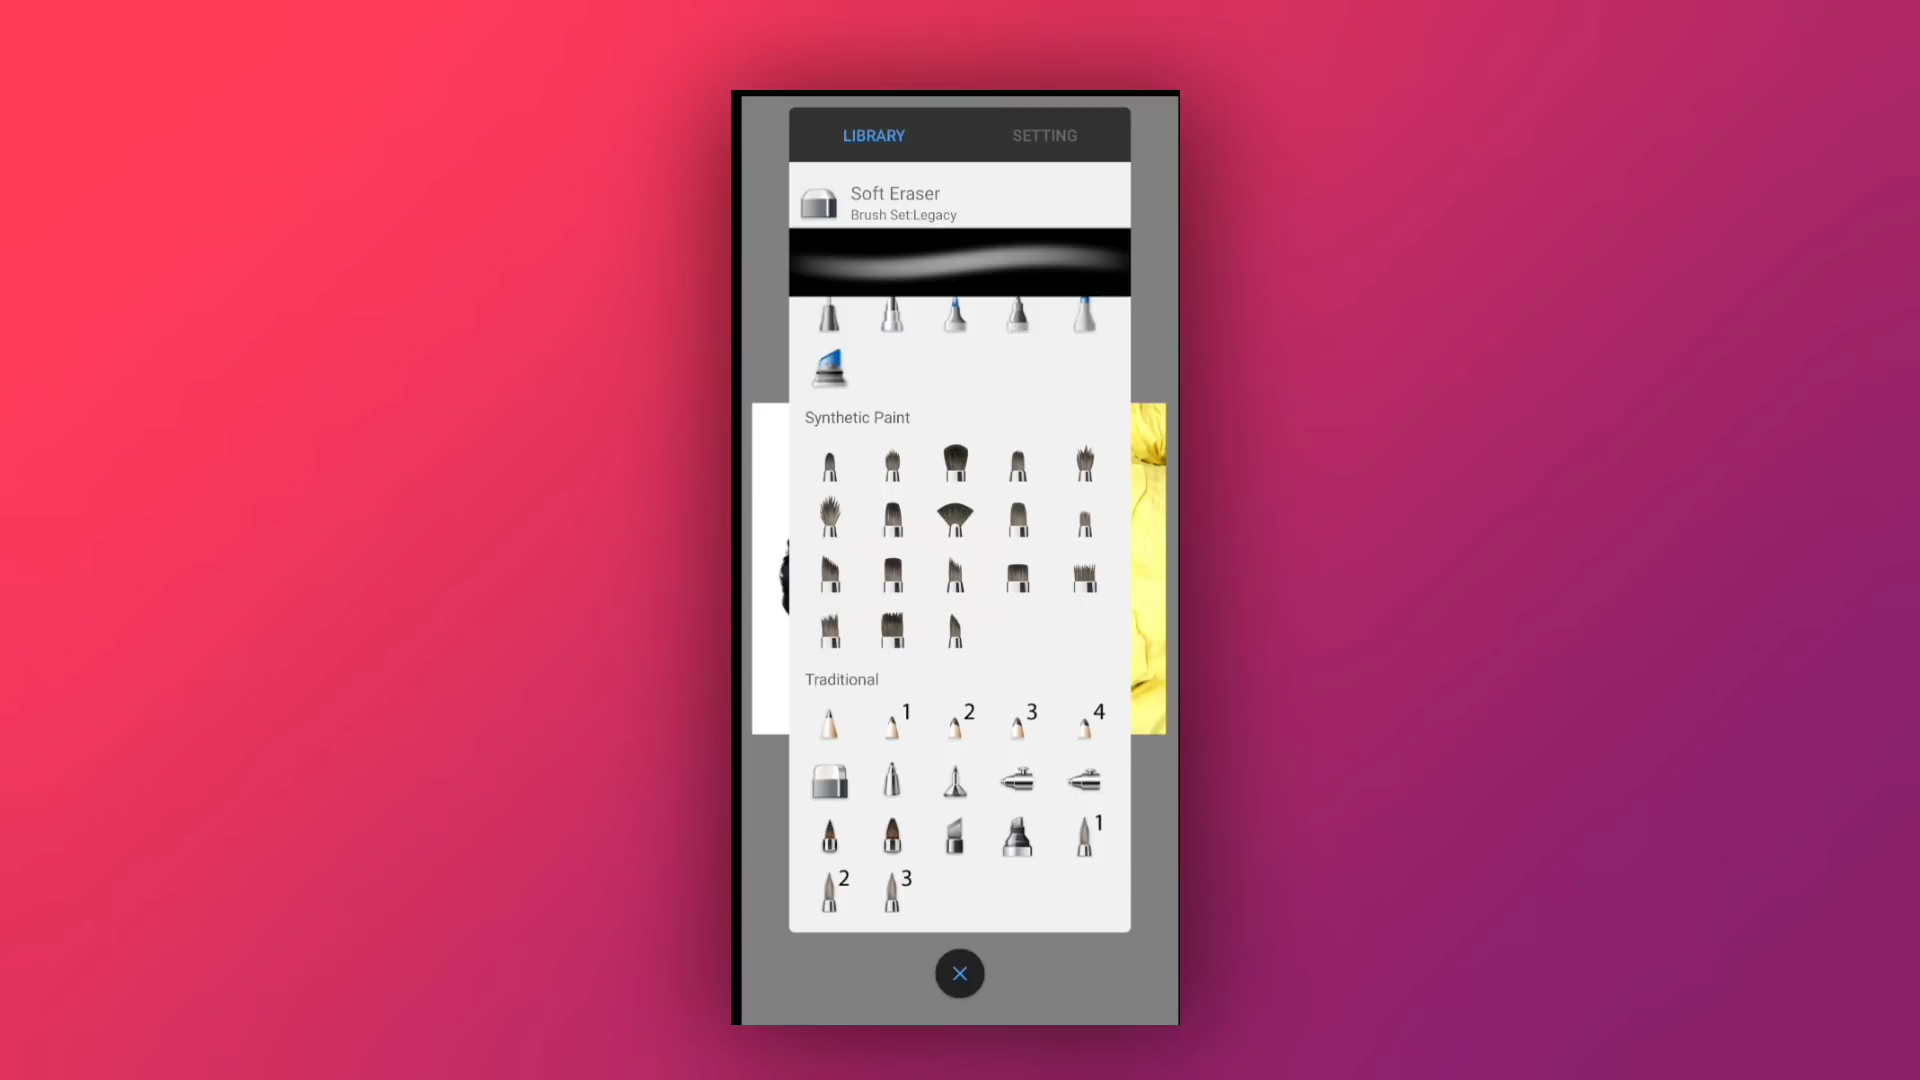 LIBRARY SETTING
Soft Eraser
Brush Set:Legacy
Synthetic Paint
Traditional
1 2 3 4
1
2 3